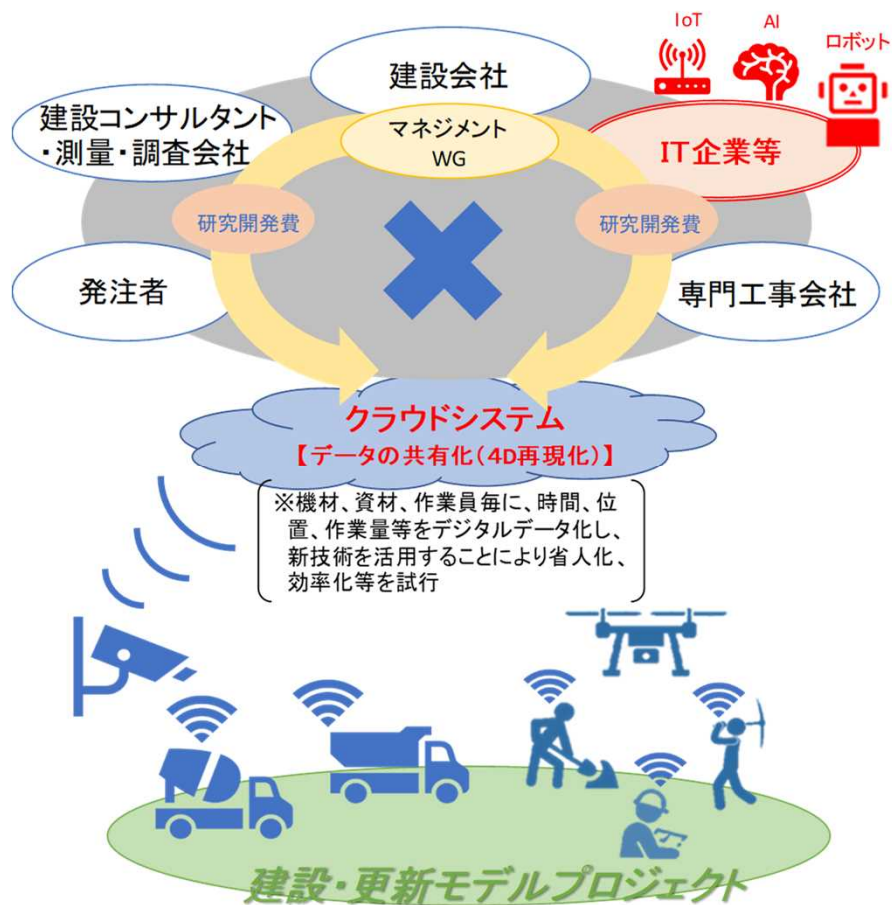 IoT
AI
ロボット
建設会社
建設コンサルタント
・測量・調査会社
マネジメント
WG
IT企業等
研究開発費
研究開発費
発注者
専門工事会社
クラウドシステム
【データの共有化(4D再現化)】
※機材、資材、作業員毎に、時間、位
置、作業量等をデジタルデータ化し、
新技術を活用することにより省人化、
効率化等を試行
建設・更新モデルプロジェクト